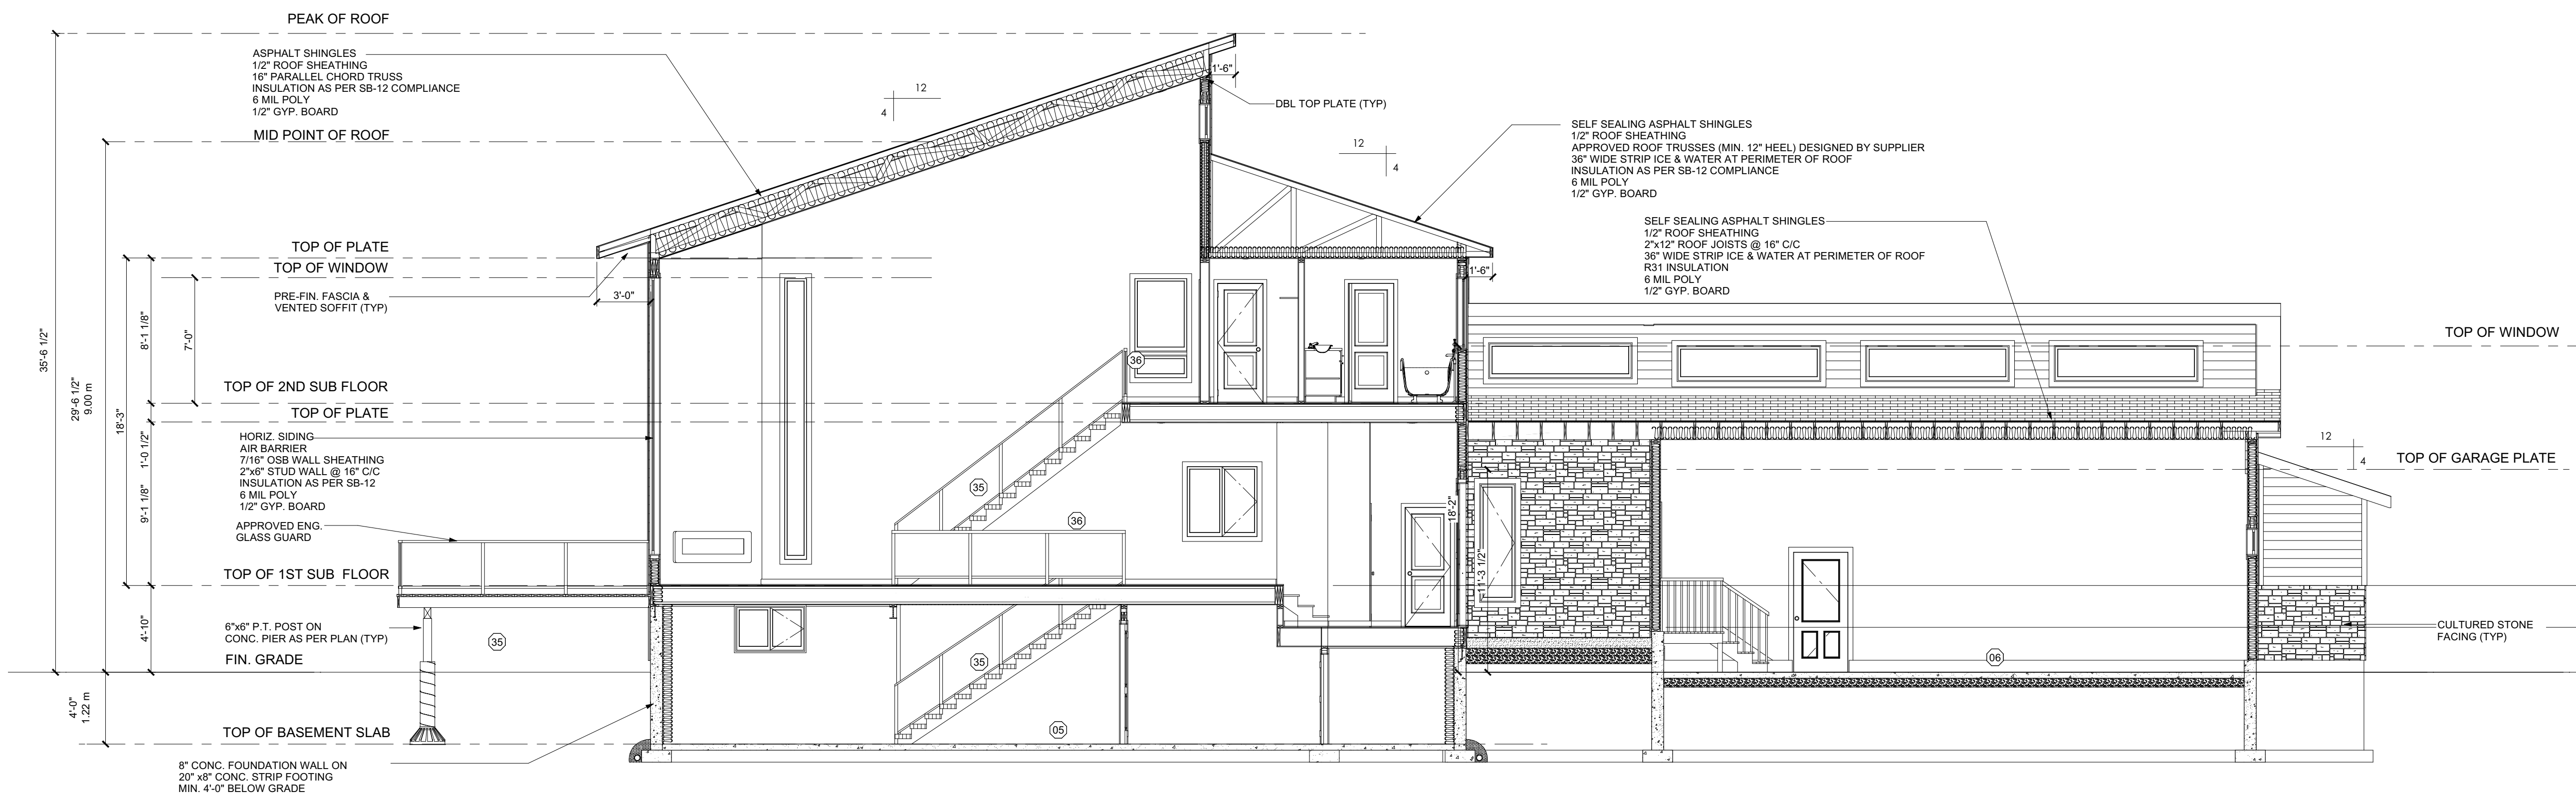 PEAK OF ROOF
ASPHALT SHINGLES
1/2" ROOF SHEATHING
16" PARALLEL CHORD TRUSS
INSULATION AS PER SB-12 COMPLIANCE
6 MIL POLY
1/2" GYP. BOARD
12
4
1'-6"
DBL TOP PLATE (TYP)
MID POINT OF ROOF
SELF SEALING ASPHALT SHINGLES
1/2" ROOF SHEATHING
APPROVED ROOF TRUSSES (MIN. 12" HEEL) DESIGNED BY SUPPLIER
36" WIDE STRIP ICE & WATER AT PERIMETER OF ROOF
INSULATION AS PER SB-12 COMPLIANCE
6 MIL POLY
1/2" GYP. BOARD
12
4
SELF SEALING ASPHALT SHINGLES
1/2" ROOF SHEATHING
2"x12" ROOF JOISTS @ 16" C/C
36" WIDE STRIP ICE & WATER AT PERIMETER OF ROOF
R31 INSULATION
6 MIL POLY
1/2" GYP. BOARD
TOP OF PLATE
TOP OF WINDOW
PRE-FIN. FASCIA &
VENTED SOFFIT (TYP)
3'-0"
1'-6"
TOP OF WINDOW
35'-6 1/2"
29'-6 1/2"
9.00 m
18'-3"
8'-1 1/8"
7'-0"
36
TOP OF 2ND SUB FLOOR
TOP OF PLATE
1'-0 1/2"
9'-1 1/8"
HORIZ. SIDING
AIR BARRIER
7/16" OSB WALL SHEATHING
2"x6" STUD WALL @ 16" C/C
INSULATION AS PER SB-12
6 MIL POLY
1/2" GYP. BOARD
12
4
TOP OF GARAGE PLATE
35
36
18'-2"
11'-3 1/2"
APPROVED ENG.
GLASS GUARD
TOP OF 1ST SUB FLOOR
4'-10"
6"x6" P.T. POST ON
CONC. PIER AS PER PLAN (TYP)
35
35
06
CULTURED STONE
FACING (TYP)
FIN. GRADE
4'-0"
1.22 m
TOP OF BASEMENT SLAB
05
8" CONC. FOUNDATION WALL ON
20" x8" CONC. STRIP FOOTING
MIN. 4'-0" BELOW GRADE